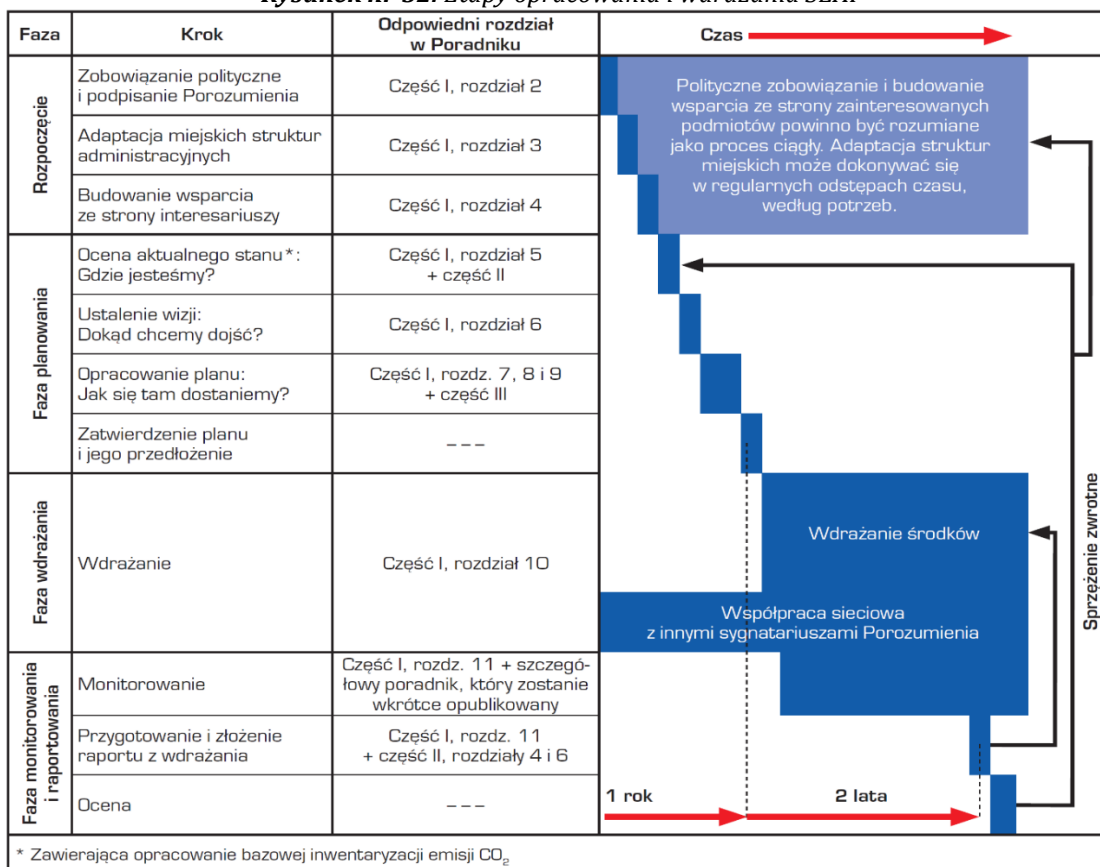 Faza
Krok
Odpowiedni rozdział
w Poradniku
Czas
Rozpoczęcie
Zobowiązanie polityczne
i podpisanie Porozumienia
Część I, rozdział 2
Adaptacja miejskich struktur
administracyjnych
Część I, rozdział 3
Budowanie wsparcia
ze strony interesariuszy
Część I, rozdział 4
Polityczne zobowiązanie i budowanie
wsparcia ze strony zainteresowanych
podmiotów powinno być rozumiane
jako proces ciągły. Adaptacja struktur
miejskich może dokonywać się
w regularnych odstępach czasu,
według potrzeb.
Faza planowania
Ocena aktualnego stanu*:
Gdzie jesteśmy?
Część I, rozdział 5
+ część II
Ustalenie wizji:
Dokąd chcemy dojść?
Część I, rozdział 6
Opracowanie planu:
Jak się tam dostaniemy?
Część I, rozdz. 7, 8 i 9
+ część III
Zatwierdzenie planu
i jego przedłożenie
– – –
Faza wdrażania
Wdrażanie
Część I, rozdział 10
Wdrażanie środków
Współpraca sieciowa
z innymi sygnatariuszami Porozumienia
Sprzężenie zwrotne
Faza monitorowania
i raportowania
Monitorowanie
Część I, rozdz. 11 + szczegó-
łowy poradnik, który zostanie
wkrótce opublikowany
Przygotowanie i złożenie
raportu z wdrażania
Część I, rozdz. 11
+ część II, rozdziały 4 i 6
Ocena
– – –
1 rok
2 lata
* Zawierająca opracowanie bazowej inwentaryzacji emisji CO₂